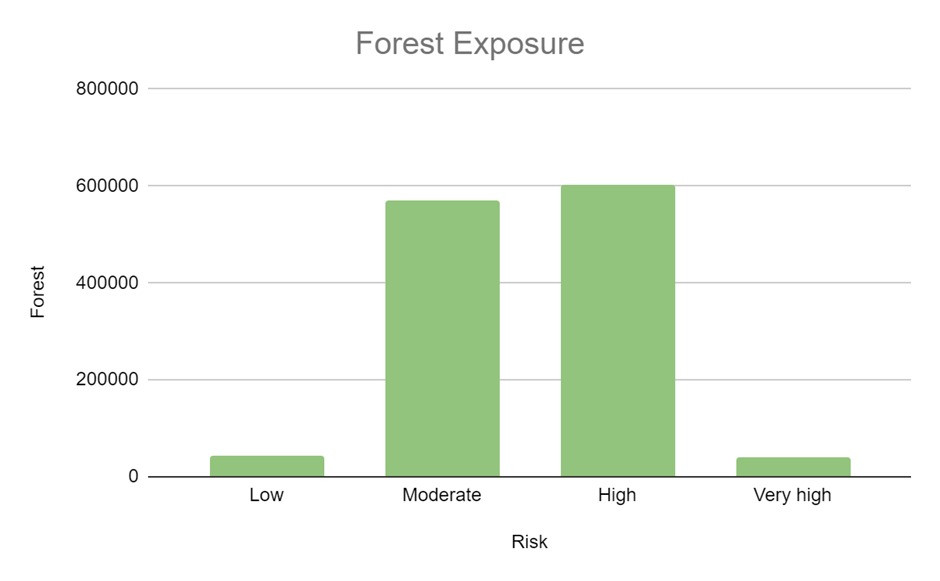 Forest Exposure
800000
600000
400000
200000
0
Forest
Low Moderate High Very high
Risk